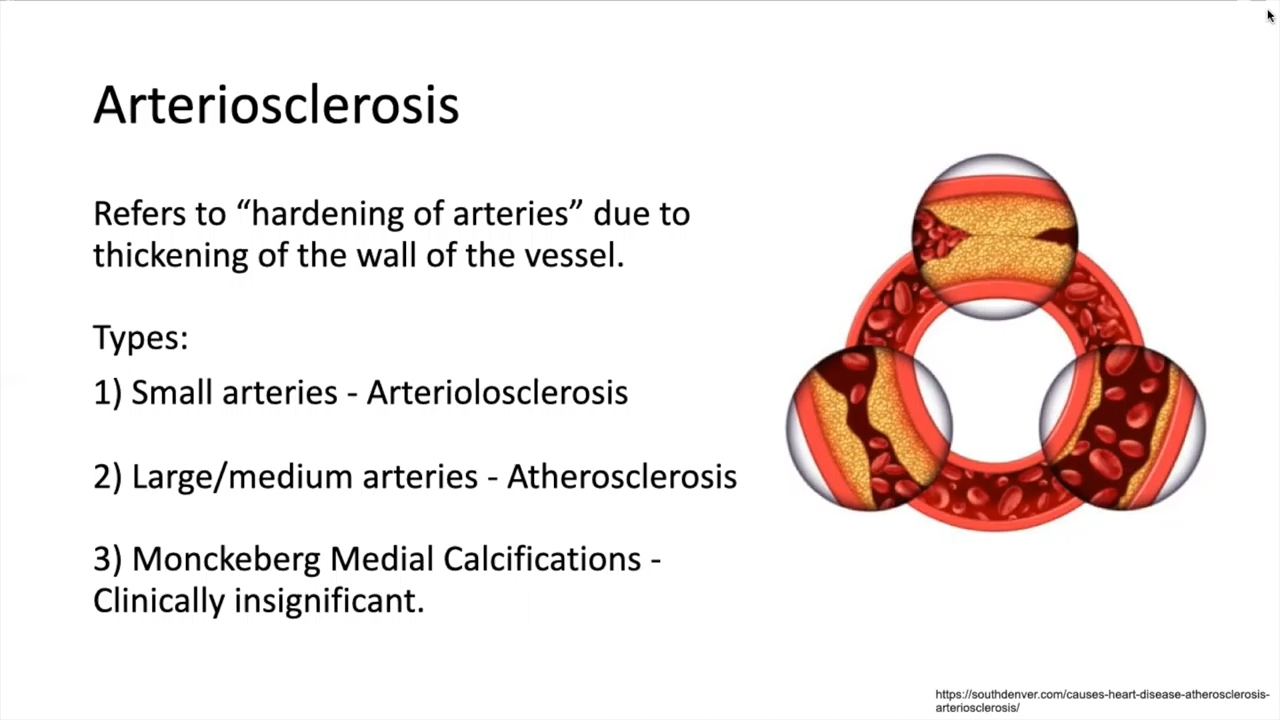 Arteriosclerosis
Refers to “hardening of arteries” due to
thickening of the wall of the vessel.
Types:
1) Small arteries - Arteriolosclerosis
2) Large/medium arteries - Atherosclerosis
3) Monckeberg Medial Calcifications -
Clinically insignificant.
https://southdenver.com/causes-heart-disease-atherosclerosis-
arteriosclerosis/